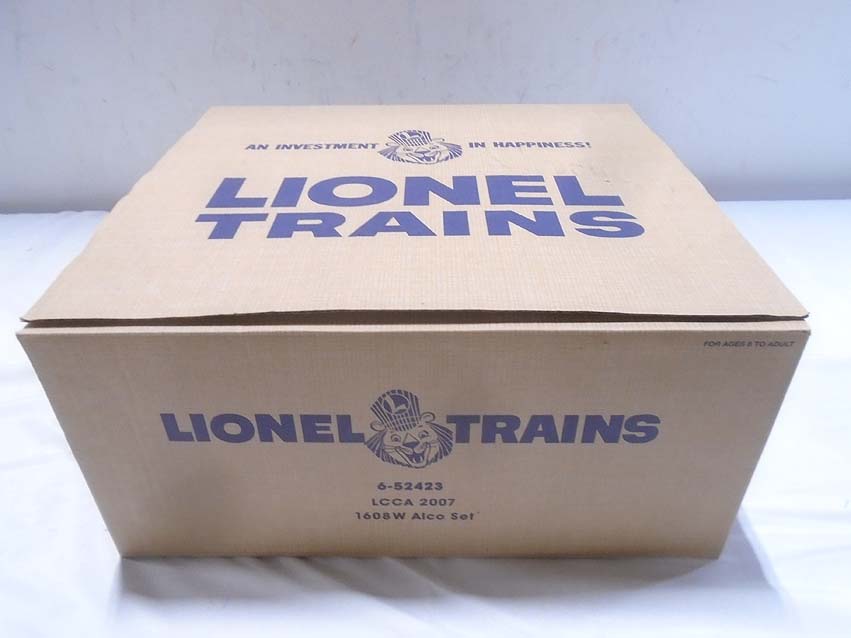 AN INVESTMENT IN HAPPINESS!
LIONEL
TRAINS
FOR AGES 8 TO ADULT
LIONEL TRAINS
6-52423
LCCA 2007
1608W Alco Set